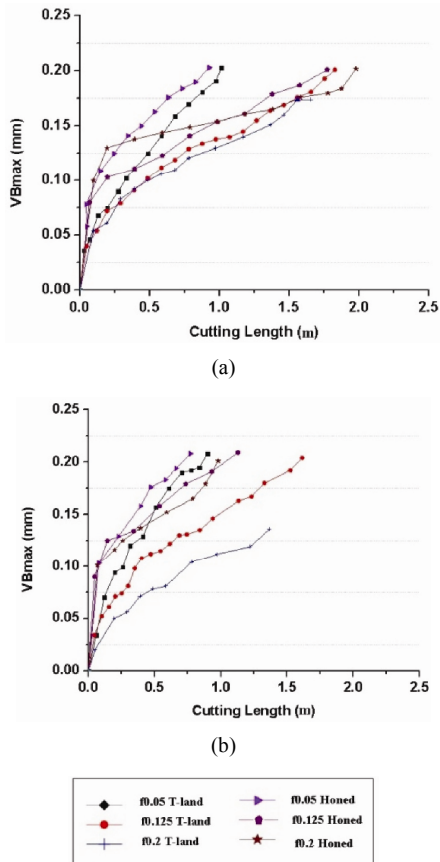 0.25
0.20
0.15
0.10
0.05
0.00
VBmax (mm)
0.0 0.5 1.0 1.5 2.0 2.5
Cutting Length (m)
(a)
0.25
0.20
0.15
0.10
0.05
0.00
VBmax (mm)
0.0 0.5 1.0 1.5 2.0 2.5
Cutting Length (m)
(b)
f0.05 T-land f0.05 Honed
f0.125 T-land f0.125 Honed
f0.2 T-land f0.2 Honed